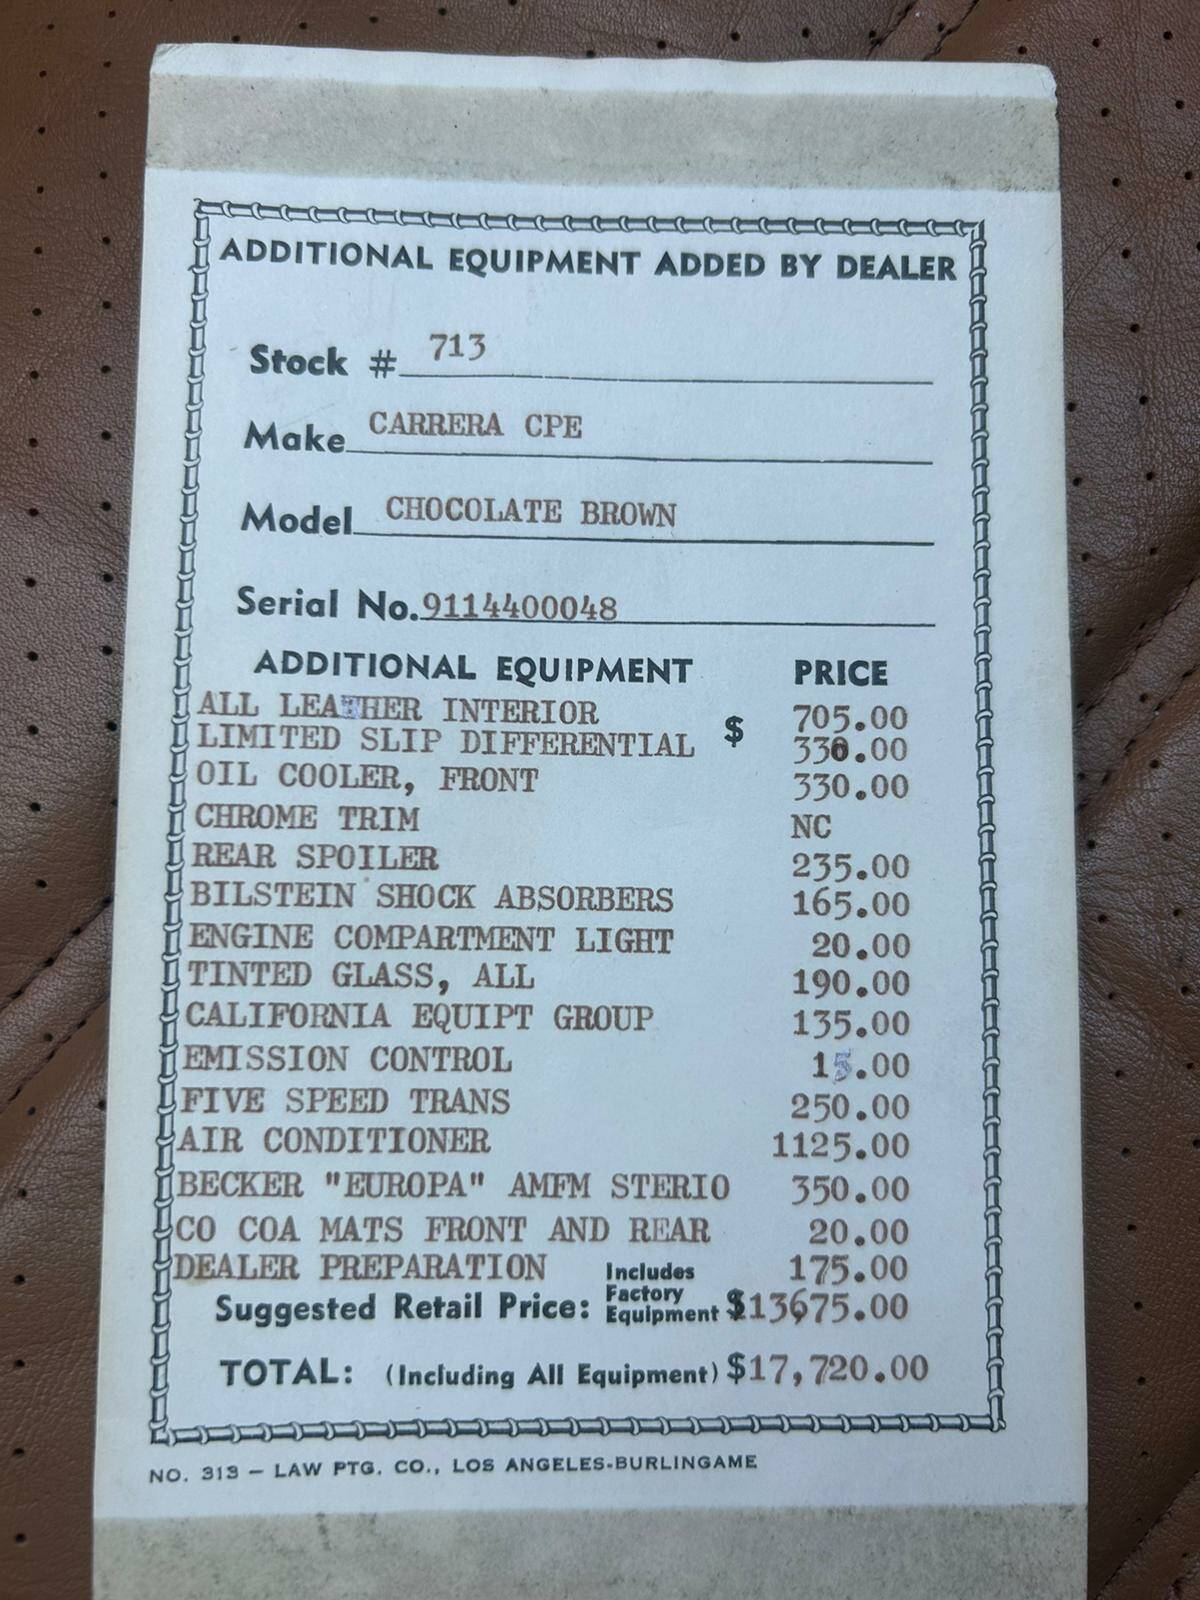 ADDITIONAL EQUIPMENT ADDED BY DEALER
Stock # 713
Make CARRERA CPE
Model CHOCOLATE BROWN
Serial No. 9114400048
ADDITIONAL EQUIPMENT PRICE
ALL LEATHER INTERIOR $ 705.00
LIMITED SLIP DIFFERENTIAL 330.00
OIL COOLER, FRONT 330.00
CHROME TRIM NC
REAR SPOILER 235.00
BILSTEIN SHOCK ABSORBERS 165.00
ENGINE COMPARTMENT LIGHT 20.00
TINTED GLASS, ALL 190.00
CALIFORNIA EQUIPT GROUP 135.00
EMISSION CONTROL 15.00
FIVE SPEED TRANS 250.00
AIR CONDITIONER 1125.00
BECKER "EUROPA" AMFM STERIO 350.00
CO COA MATS FRONT AND REAR 20.00
DEALER PREPARATION 175.00
Suggested Retail Price: Includes Factory Equipment $13675.00
TOTAL: (Including All Equipment) $17,720.00
NO. 313 – LAW PTG. CO., LOS ANGELES-BURLINGAME